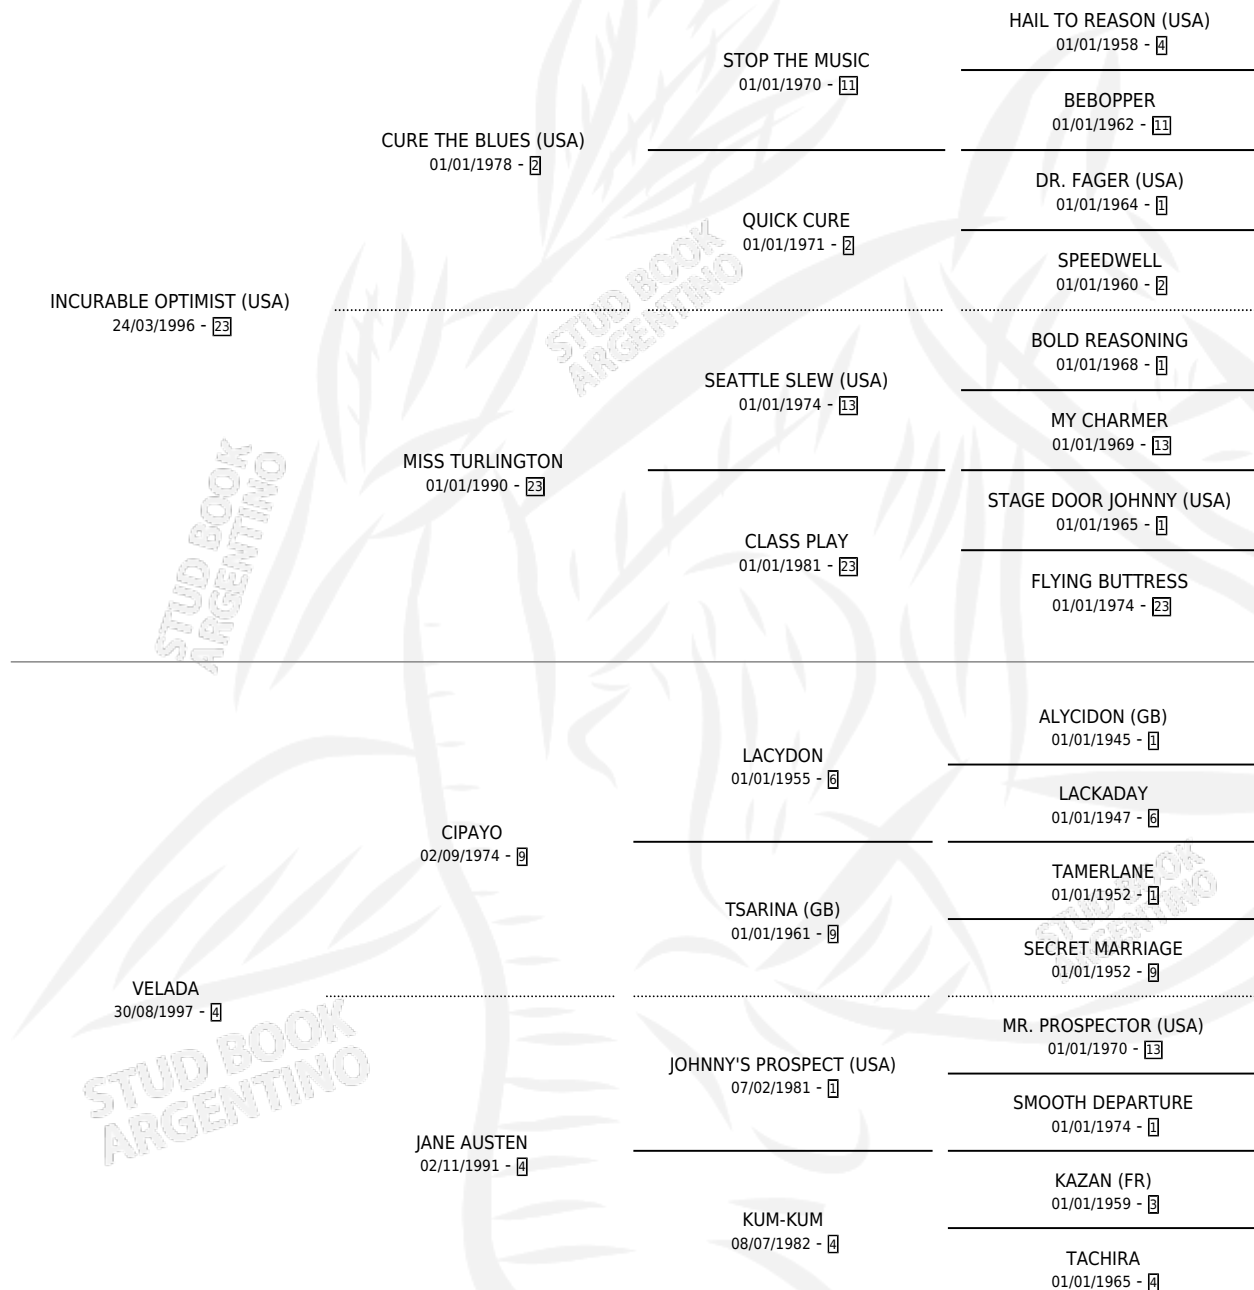 HAIL TO REASON (USA)
01/01/1958 - 4
STOP THE MUSIC
01/01/1970 - 11
BEBOPPER
01/01/1962 - 11
CURE THE BLUES (USA)
01/01/1978 - 2
DR. FAGER (USA)
01/01/1964 - 1
QUICK CURE
01/01/1971 - 2
SPEEDWELL
01/01/1960 - 2
INCURABLE OPTIMIST (USA)
24/03/1996 - 23
BOLD REASONING
01/01/1968 - 1
SEATTLE SLEW (USA)
01/01/1974 - 13
MY CHARMER
01/01/1969 - 13
MISS TURLINGTON
01/01/1990 - 23
STAGE DOOR JOHNNY (USA)
01/01/1965 - 1
CLASS PLAY
01/01/1981 - 23
FLYING BUTTRESS
01/01/1974 - 23
ALYCIDON (GB)
01/01/1945 - 1
LACYDON
01/01/1955 - 6
LACKADAY
01/01/1947 - 6
CIPAYO
02/09/1974 - 9
TAMERLANE
01/01/1952 - 1
TSARINA (GB)
01/01/1961 - 9
SECRET MARRIAGE
01/01/1952 - 9
VELADA
30/08/1997 - 4
MR. PROSPECTOR (USA)
01/01/1970 - 13
JOHNNY'S PROSPECT (USA)
07/02/1981 - 1
SMOOTH DEPARTURE
01/01/1974 - 1
JANE AUSTEN
02/11/1991 - 4
KAZAN (FR)
01/01/1959 - 3
KUM-KUM
08/07/1982 - 4
TACHIRA
01/01/1965 - 4
STUD BOOK
ARGENTINO
STUD BOOK
ARGENTINO
STUD BOOK
ARGENTINO
STUD BOOK
ARGENTINO